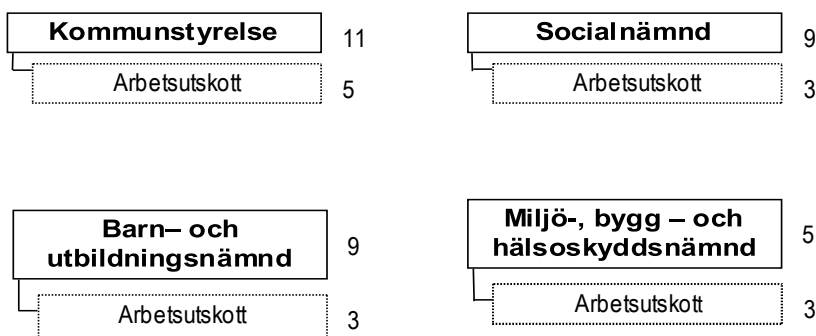 Kommunstyrelse 11
Arbetsutskott 5
Socialnämnd 9
Arbetsutskott 3
Barn– och
utbildningsnämnd 9
Arbetsutskott 3
Miljö-, bygg – och
hälsoskyddsnämnd 5
Arbetsutskott 3